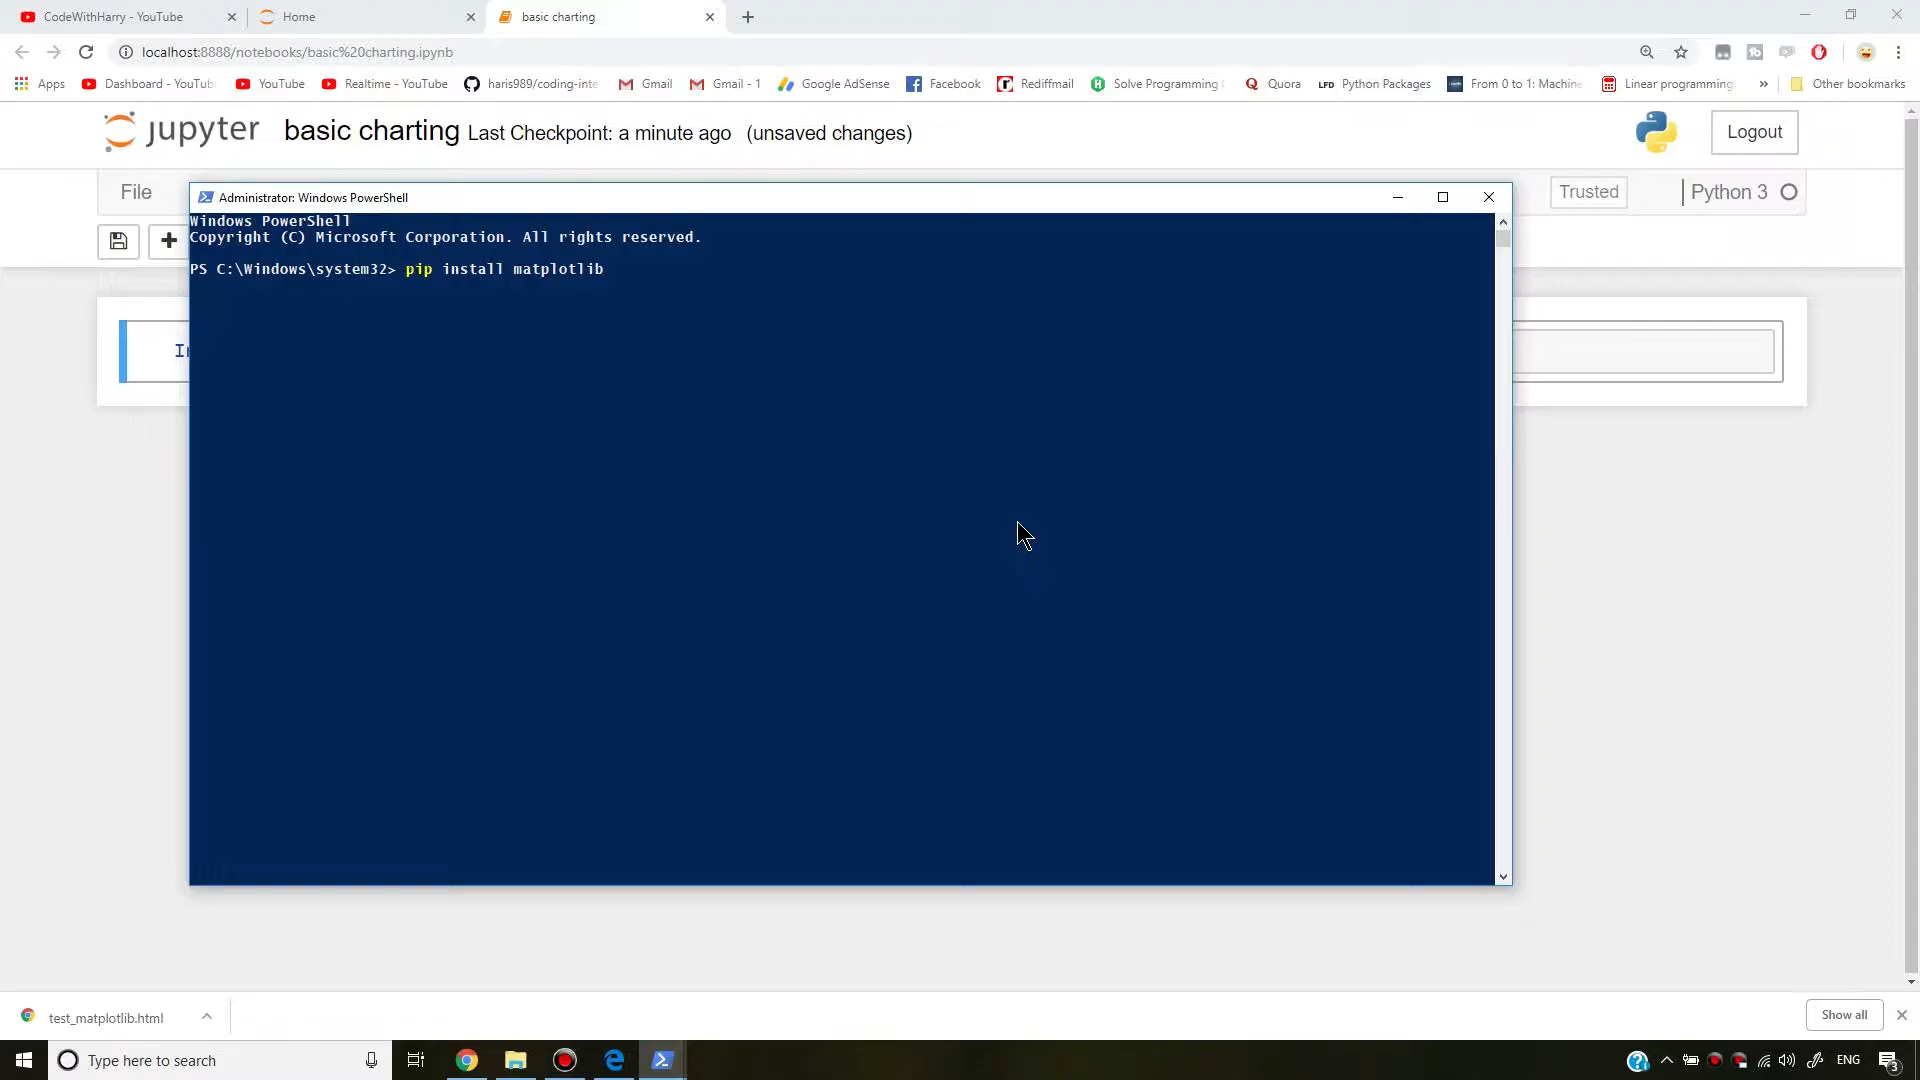 CodeWithHarry - YouTube
Home
basic charting
localhost:8888/notebooks/basic%20charting.ipynb
Apps
Dashboard - YouTub
YouTube
Realtime - YouTube
haris989/coding-inte
Gmail
Gmail - 1
Google AdSense
Facebook
Rediffmail
Solve Programming
Quora
LFD Python Packages
From 0 to 1: Machin
Linear programming
»
Other bookmarks
jupyter basic charting Last Checkpoint: a minute ago (unsaved changes)
Logout
File
Trusted
Python 3
Administrator: Windows PowerShell
Windows PowerShell
Copyright (C) Microsoft Corporation. All rights reserved.
PS C:\Windows\system32> pip install matplotlib
In
test_matplotlib.html
Show all
Type here to search
ENG
3